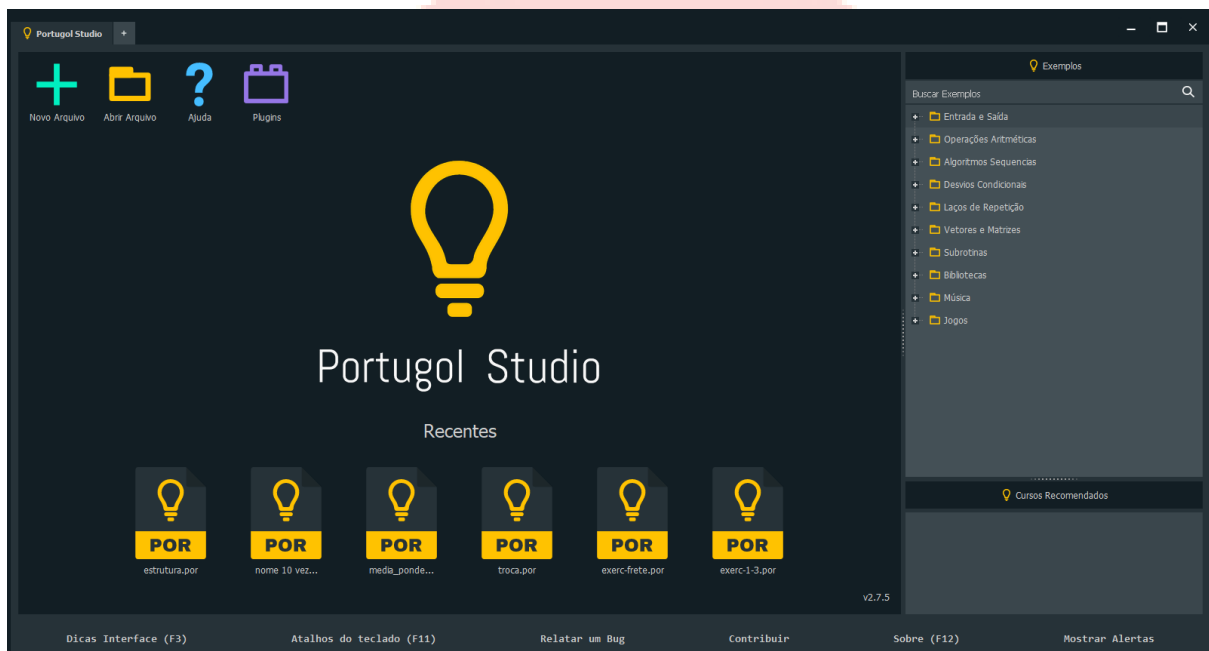 Portugol Studio
+
Novo Arquivo
Abrir Arquivo
Ajuda
Plugins
Portugol Studio
Recentes
POR
estrutura.por
POR
nome 10 vez...
POR
media_ponde...
POR
troca.por
POR
exerc-frete.por
POR
exerc-1-3.por
v2.7.5
Exemplos
Buscar Exemplos
Entrada e Saída
Operações Aritméticas
Algoritmos Sequencias
Desvios Condicionais
Laços de Repetição
Vetores e Matrizes
Subrotinas
Bibliotecas
Música
Jogos
Cursos Recomendados
Dicas Interface (F3)
Atalhos do teclado (F11)
Relatar um Bug
Contribuir
Sobre (F12)
Mostrar Alertas